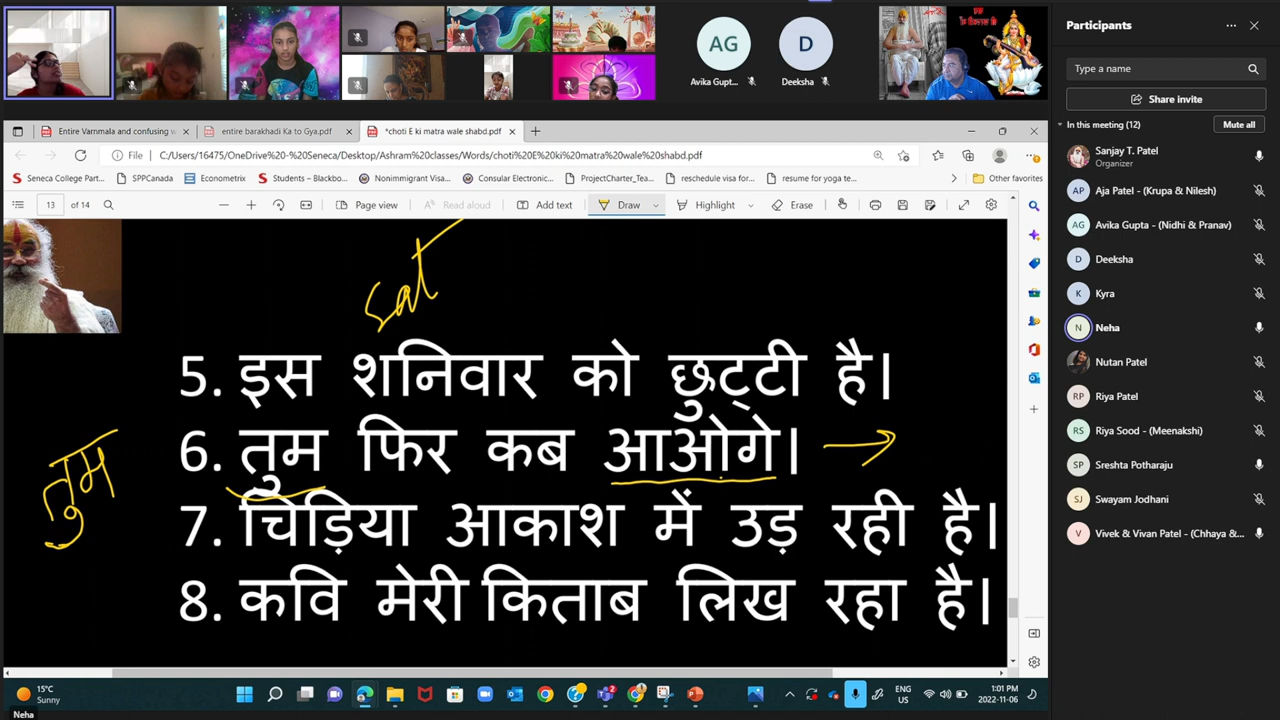 AG
D
Avika Gupt...
Deeksha
Participants
Type a name
Share invite
In this meeting (12)
Mute all
Sanjay T. Patel
Organizer
AP Aja Patel - (Krupa & Nilesh)
AG Avika Gupta - (Nidhi & Pranav)
D Deeksha
K Kyra
N Neha
Nutan Patel
RP Riya Patel
RS Riya Sood - (Meenakshi)
SP Sreshta Potharaju
SJ Swayam Jodhani
V Vivek & Vivan Patel - (Chhaya &...
Entire Varnmala and confusing w
entire barakhadi Ka to Gya.pdf
*choti E ki matra wale shabd.pdf
File C:/Users/16475/OneDrive%20-%20Seneca/Desktop/Ashram%20classes/Words/choti%20E%20ki%20matra%20wale%20shabd.pdf
Seneca College Part... SPPCanada Econometrix Students – Blackbo... Nonimmigrant Visa... Consular Electronic... ProjectCharter_Tea... reschedule visa for... resume for yoga te... Other favorites
13 of 14 Page view Read aloud Add text Draw Highlight Erase
sat
5. इस शनिवार को छुट्टी है।
6. तुम फिर कब आओगे।
तुम
7. चिड़िया आकाश में उड़ रही है।
8. कवि मेरी किताब लिख रहा है।
15°C
Sunny
ENG
US
1:01 PM
2022-11-06
Neha